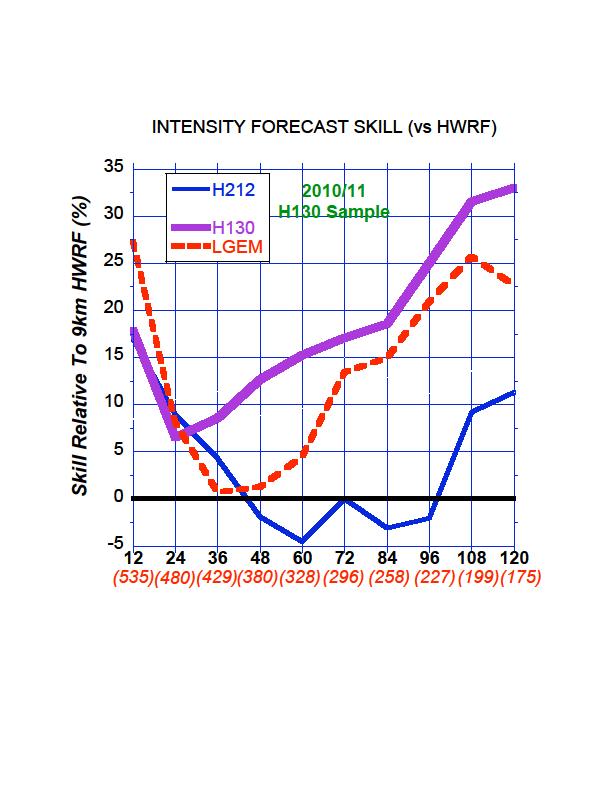 INTENSITY FORECAST SKILL (vs HWRF)
Skill Relative To 9km HWRF (%)
35
30
25
20
15
10
5
0
-5
H212
H130
LGEM
2010/11
H130 Sample
12 24 36 48 60 72 84 96 108 120
(535) (480) (429) (380) (328) (296) (258) (227) (199) (175)